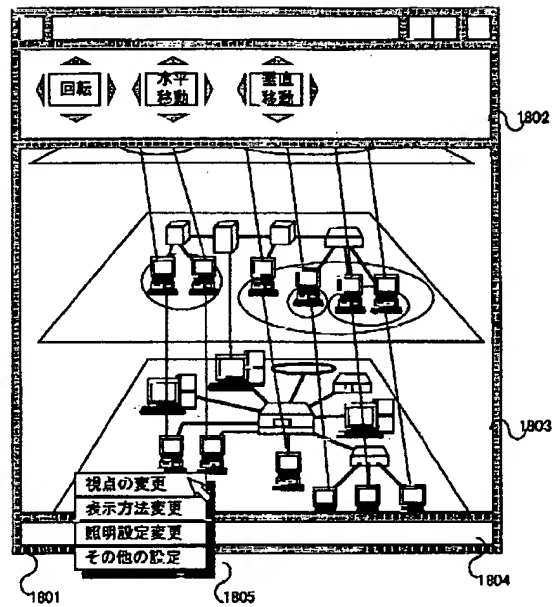 回転
水平
移動
垂直
移動
1802
1803
視点の変更
表示方法変更
照明設定変更
その他の設定
1804
1801
1805